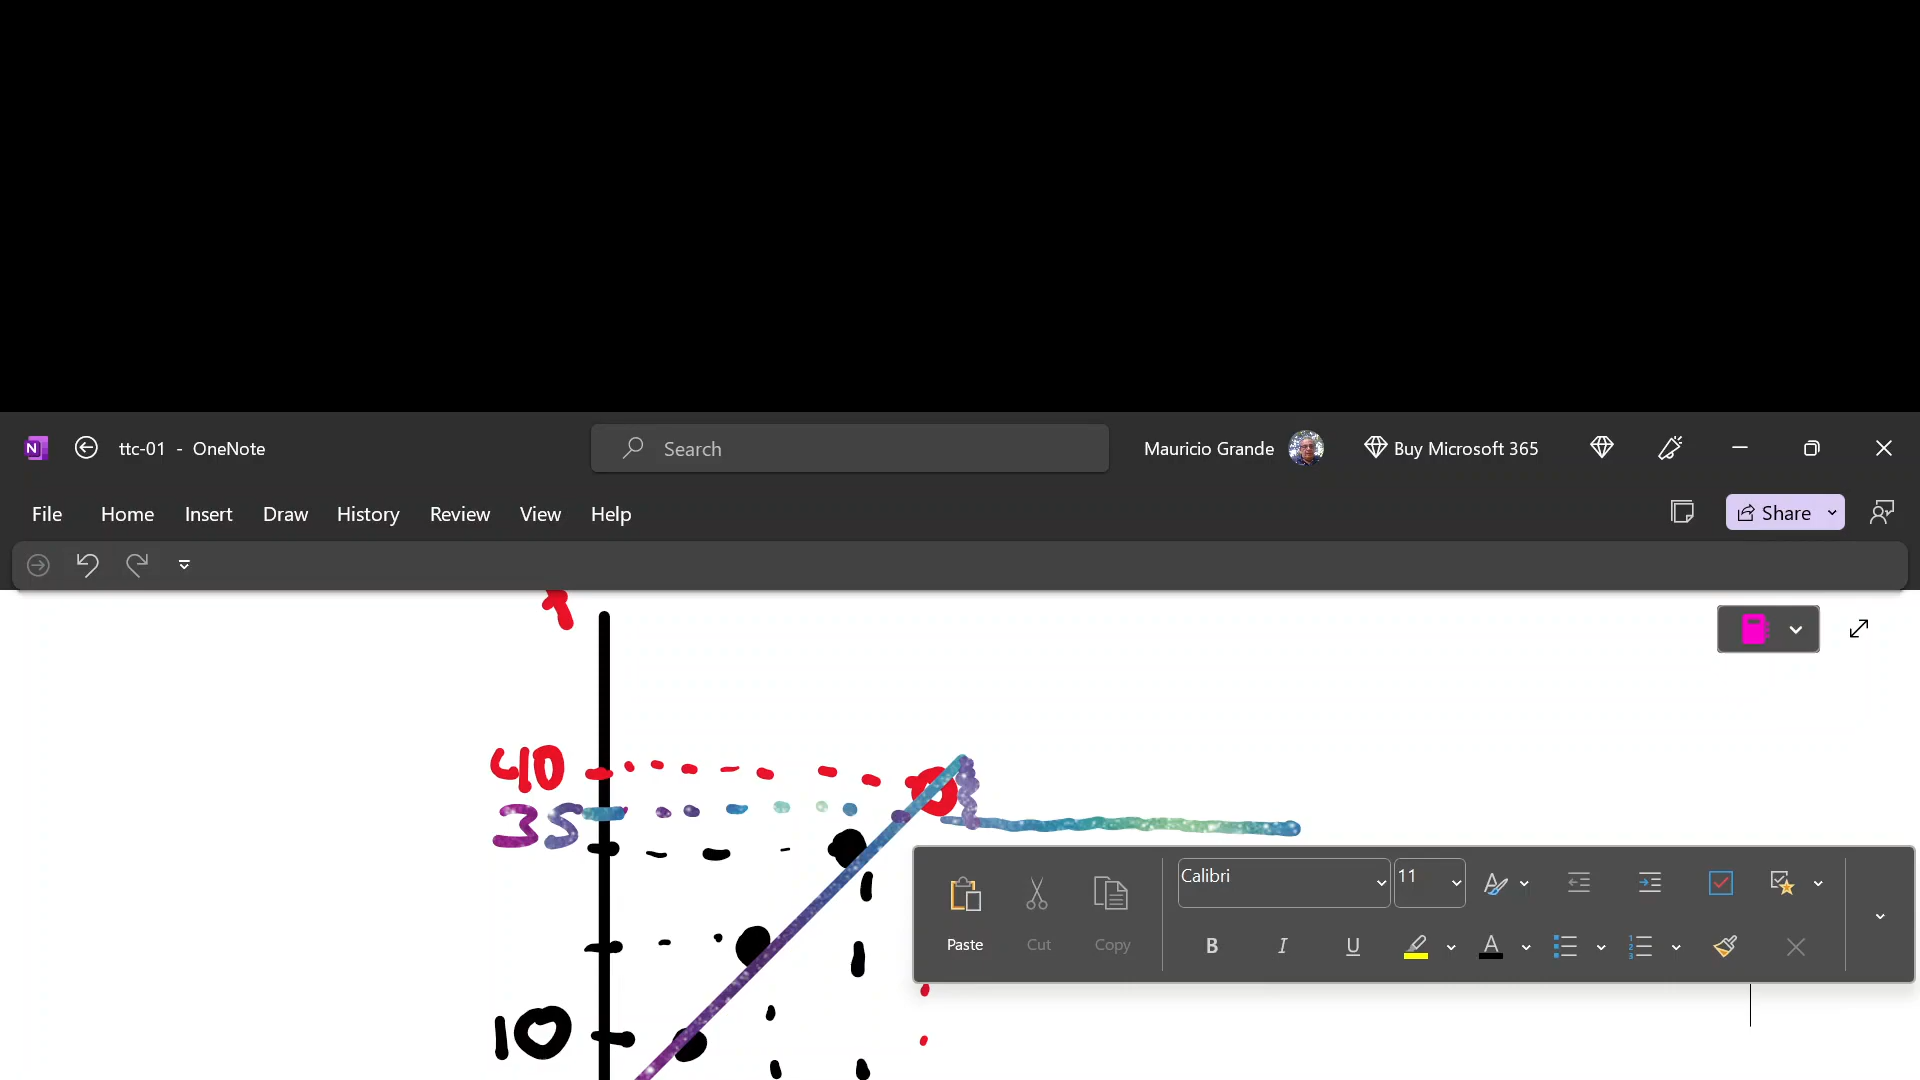 ttc-01 - OneNote
Search
Mauricio Grande
Buy Microsoft 365
File Home Insert Draw History Review View Help
Share
40
35
10
Calibri
11
Paste
Cut
Copy
B I U A